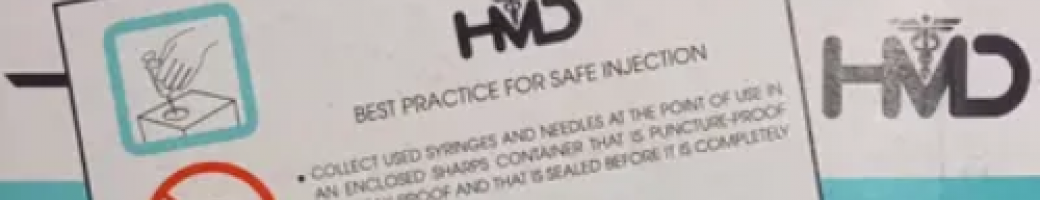 HMD
HMD
BEST PRACTICE FOR SAFE INJECTION
• COLLECT USED SYRINGES AND NEEDLES AT THE POINT OF USE IN
AN ENCLOSED SHARPS CONTAINER THAT IS PUNCTURE-PROOF
PROOF AND THAT IS SEALED BEFORE IT IS COMPLETELY